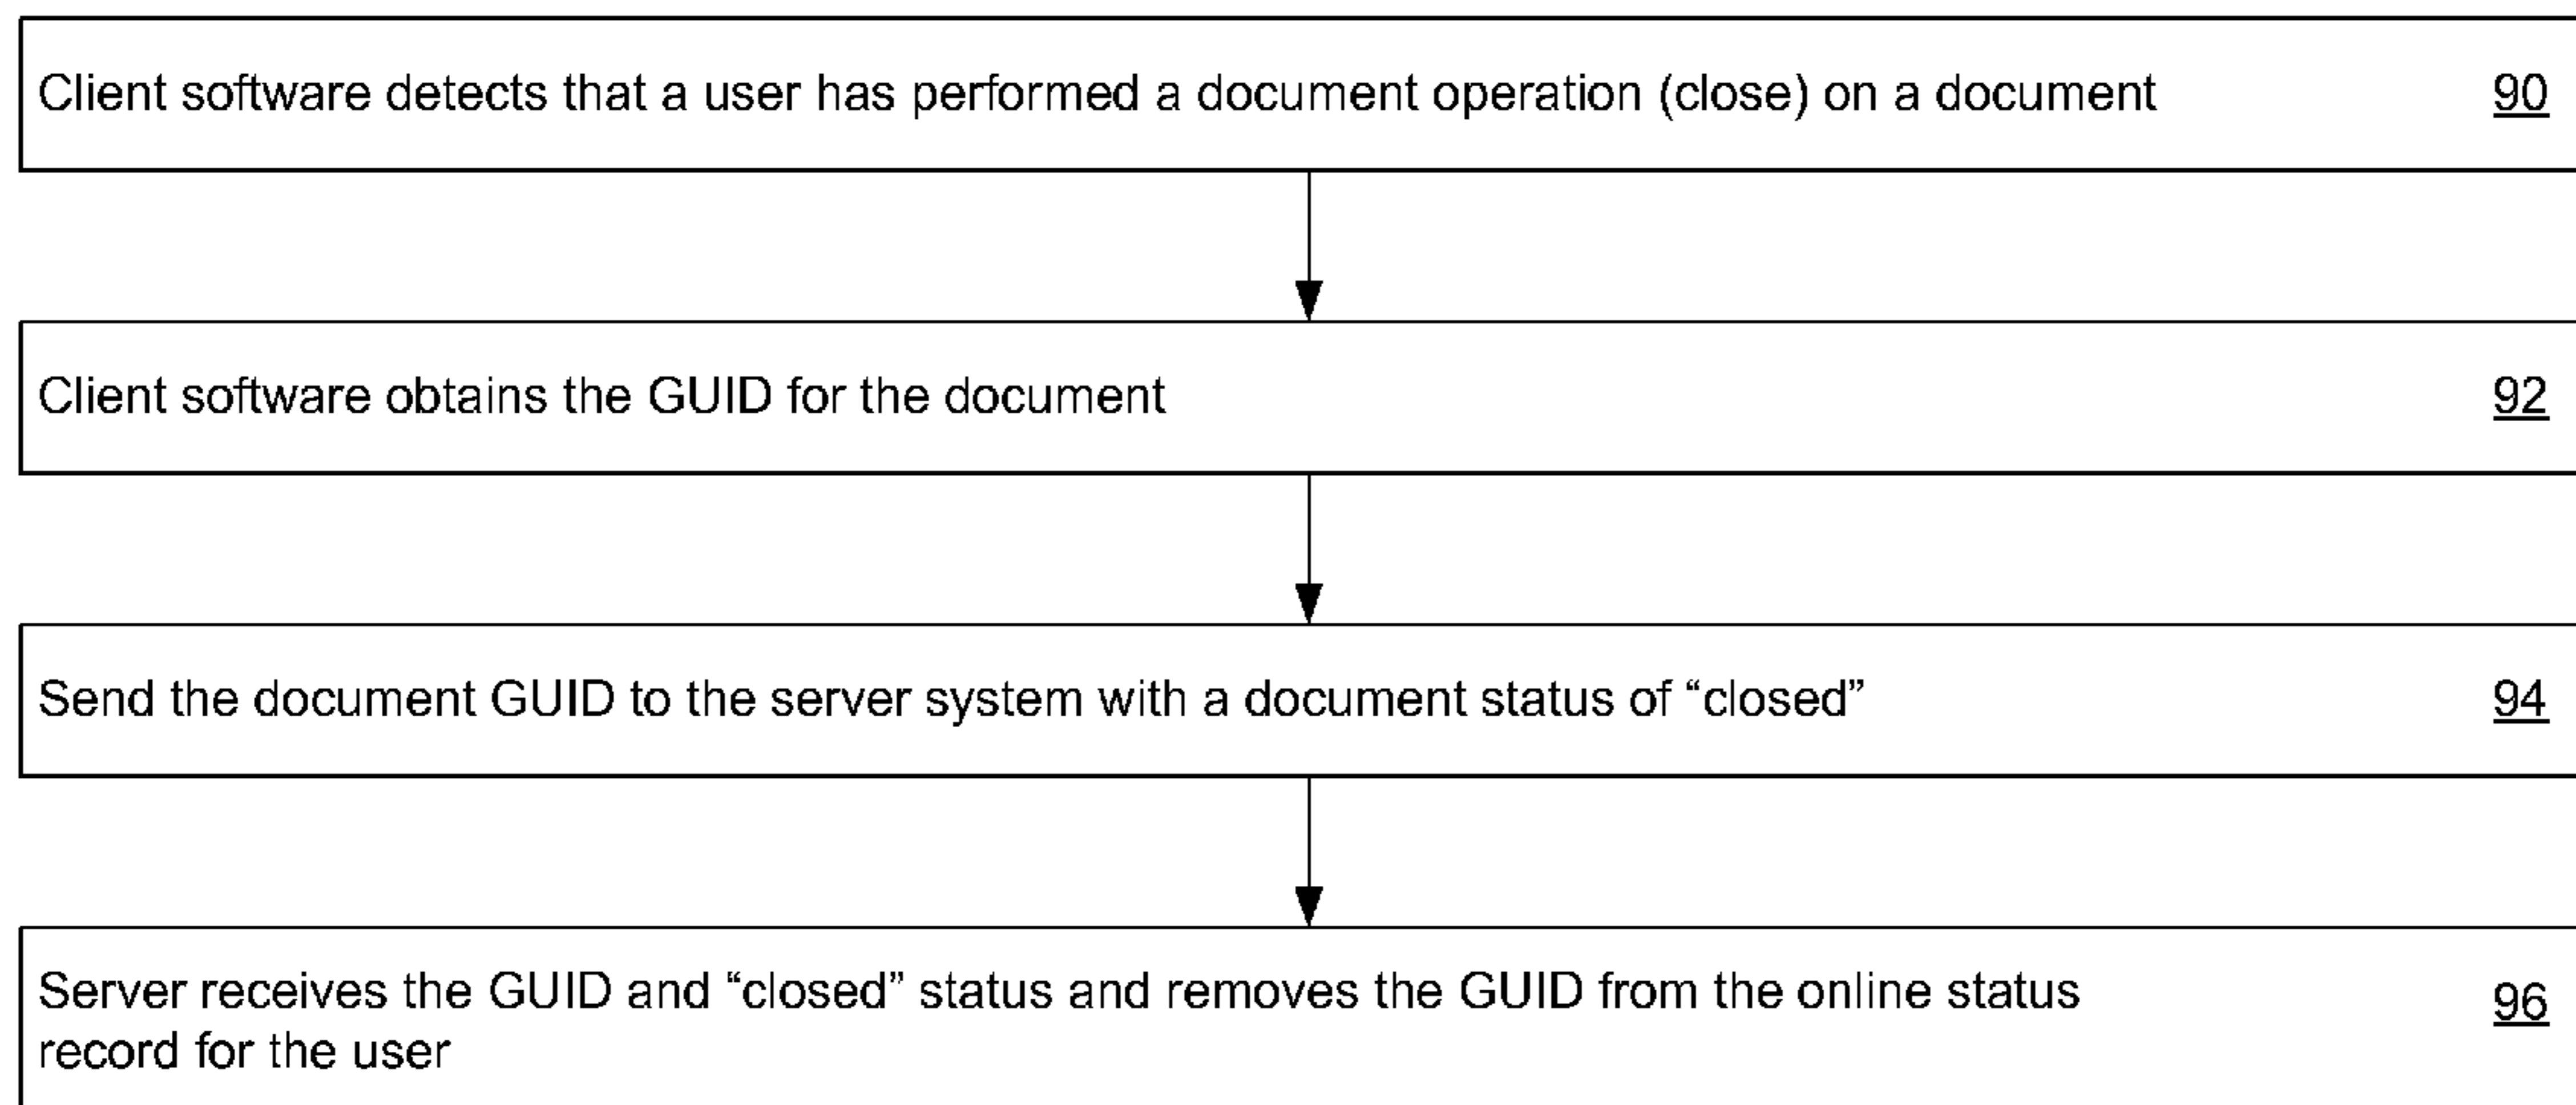 Client software detects that a user has performed a document operation (close) on a document 90
Client software obtains the GUID for the document 92
Send the document GUID to the server system with a document status of “closed” 94
Server receives the GUID and “closed” status and removes the GUID from the online status 96
record for the user